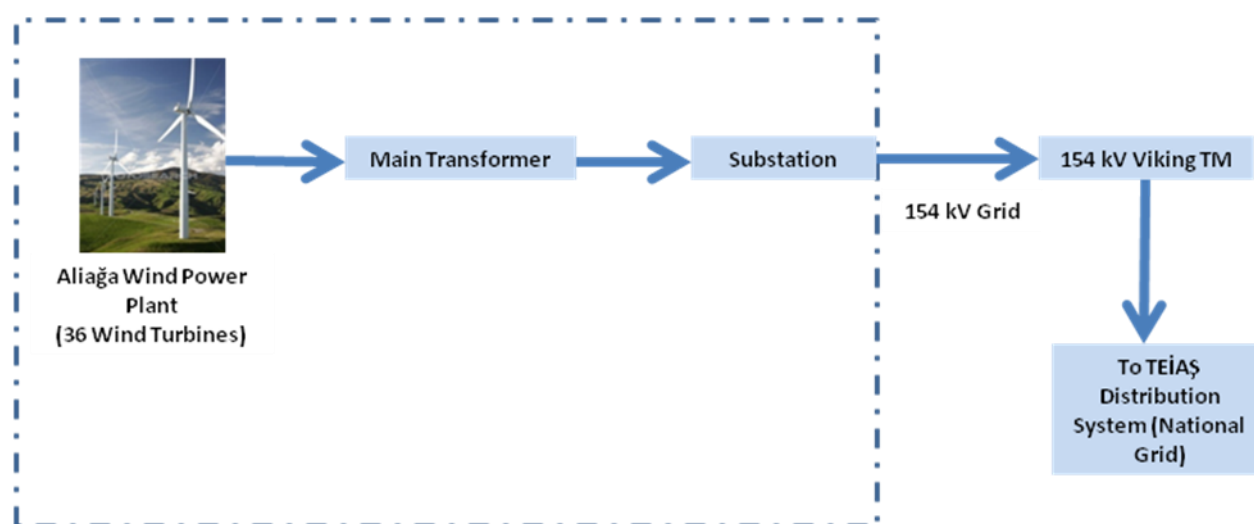 Main Transformer
Substation
154 kV Viking TM
154 kV Grid
Aliağa Wind Power
Plant
(36 Wind Turbines)
To TEİAŞ
Distribution
System (National
Grid)